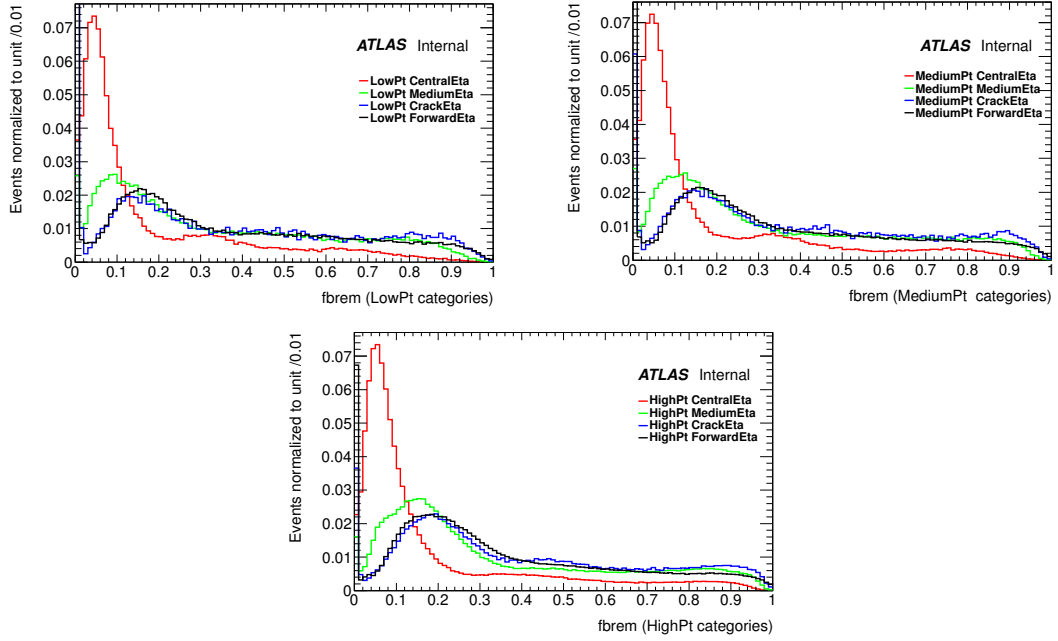 Events normalized to unit /0.01
0.07
0.06
0.05
0.04
0.03
0.02
0.01
0
ATLAS Internal
LowPt CentralEta
LowPt MediumEta
LowPt CrackEta
LowPt ForwardEta
0 0.1 0.2 0.3 0.4 0.5 0.6 0.7 0.8 0.9 1
fbrem (LowPt categories)
Events normalized to unit /0.01
0.07
0.06
0.05
0.04
0.03
0.02
0.01
0
ATLAS Internal
MediumPt CentralEta
MediumPt MediumEta
MediumPt CrackEta
MediumPt ForwardEta
0 0.1 0.2 0.3 0.4 0.5 0.6 0.7 0.8 0.9 1
fbrem (MediumPt categories)
Events normalized to unit /0.01
0.07
0.06
0.05
0.04
0.03
0.02
0.01
0
ATLAS Internal
HighPt CentralEta
HighPt MediumEta
HighPt CrackEta
HighPt ForwardEta
0 0.1 0.2 0.3 0.4 0.5 0.6 0.7 0.8 0.9 1
fbrem (HighPt categories)